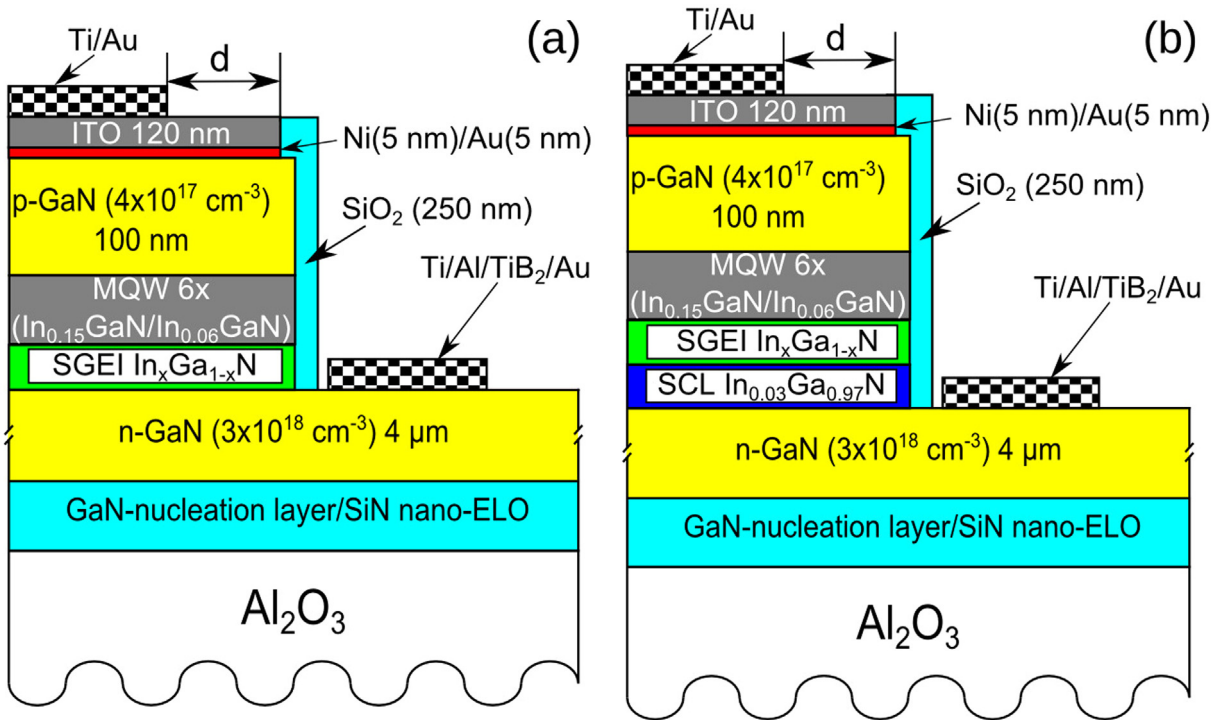 Ti/Au
(a)
d
ITO 120 nm
Ni(5 nm)/Au(5 nm)
p-GaN (4x10¹⁷ cm⁻³)
100 nm
SiO₂ (250 nm)
MQW 6x
(In₀.₁₅GaN/In₀.₀₆GaN)
Ti/Al/TiB₂/Au
SGEI InₓGa₁₋ₓN
n-GaN (3x10¹⁸ cm⁻³) 4 µm
GaN-nucleation layer/SiN nano-ELO
Al₂O₃
Ti/Au
(b)
d
ITO 120 nm
Ni(5 nm)/Au(5 nm)
p-GaN (4x10¹⁷ cm⁻³)
100 nm
SiO₂ (250 nm)
MQW 6x
(In₀.₁₅GaN/In₀.₀₆GaN)
Ti/Al/TiB₂/Au
SGEI InₓGa₁₋ₓN
SCL In₀.₀₃Ga₀.₉₇N
n-GaN (3x10¹⁸ cm⁻³) 4 µm
GaN-nucleation layer/SiN nano-ELO
Al₂O₃